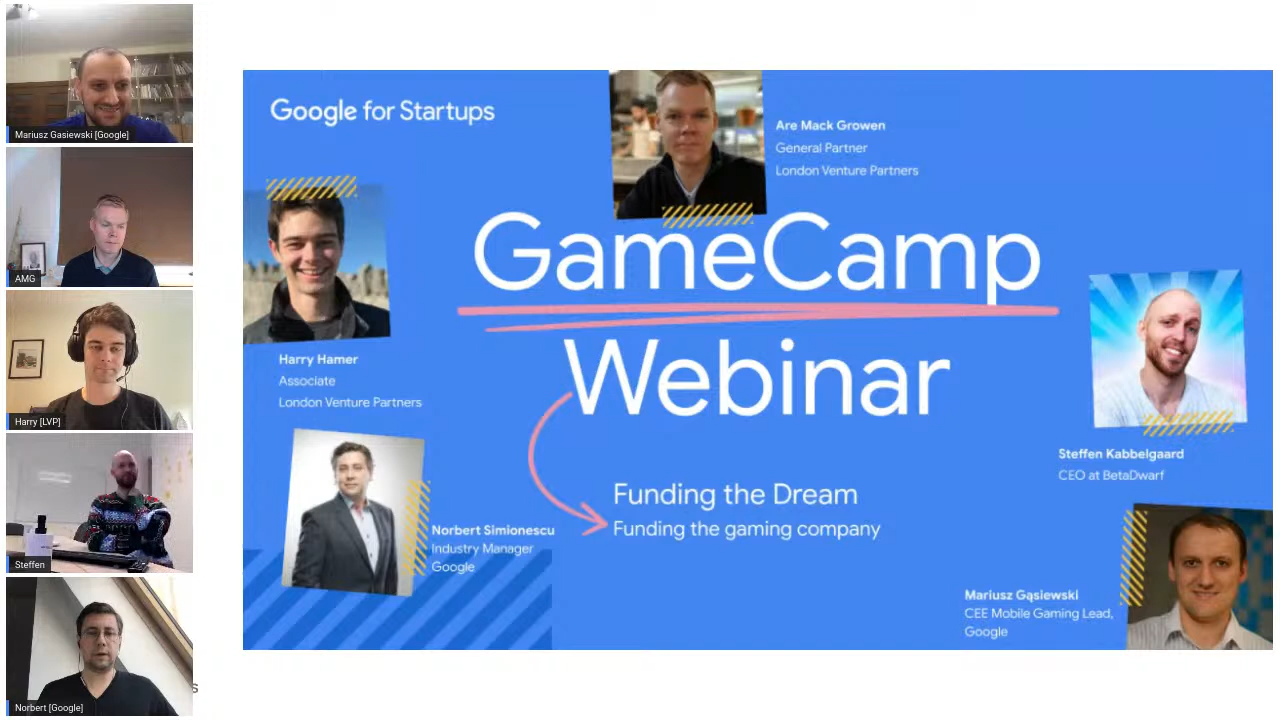 Mariusz Gasiewski [Google]
AMG
Harry [LVP]
Steffen
Norbert [Google]
s
Google for Startups
Are Mack Growen
General Partner
London Venture Partners
GameCamp
Webinar
Harry Hamer
Associate
London Venture Partners
Steffen Kabbelgaard
CEO at BetaDwarf
Funding the Dream
Funding the gaming company
Norbert Simionescu
Industry Manager
Google
Mariusz Gąsiewski
CEE Mobile Gaming Lead,
Google